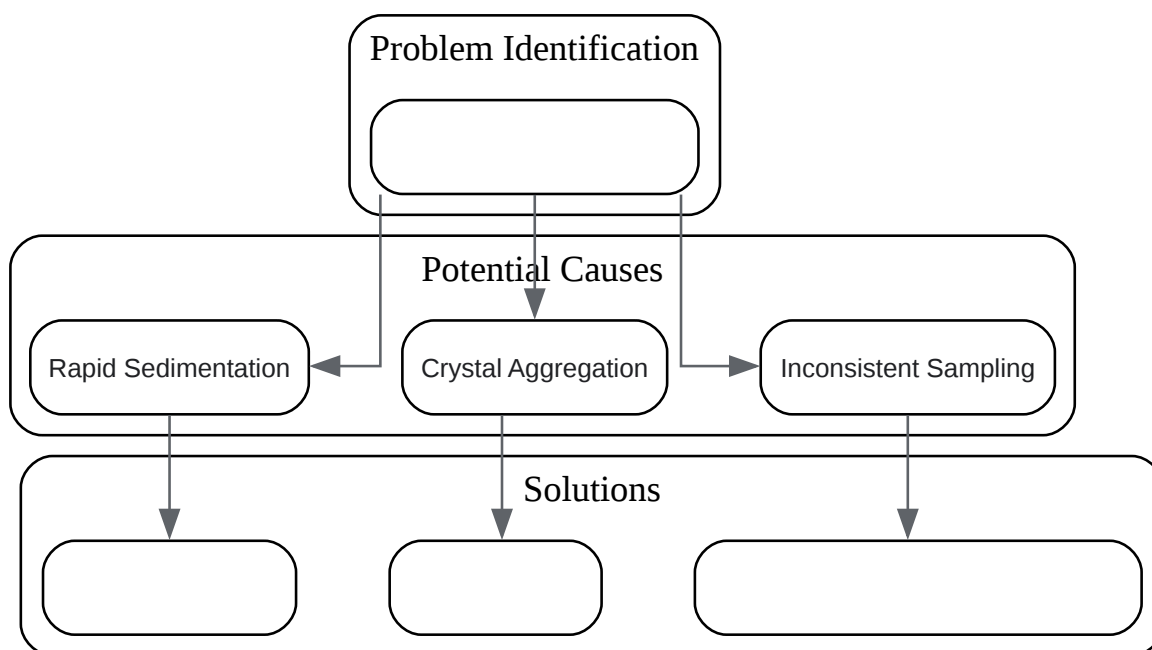 Problem Identification
Potential Causes
Rapid Sedimentation
Crystal Aggregation
Inconsistent Sampling
Solutions